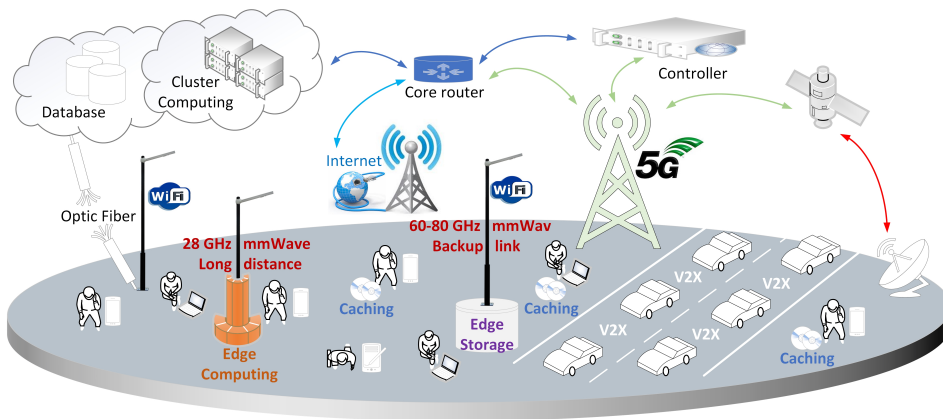 Database
Cluster
Computing
Core router
Controller
Internet
5G
WiFi
WiFi
Optic Fiber
28 GHz mmWave
Long distance
60-80 GHz mmWav
Backup link
Caching
Caching
V2X
V2X
V2X
V2X
Edge
Storage
Edge
Computing
Caching